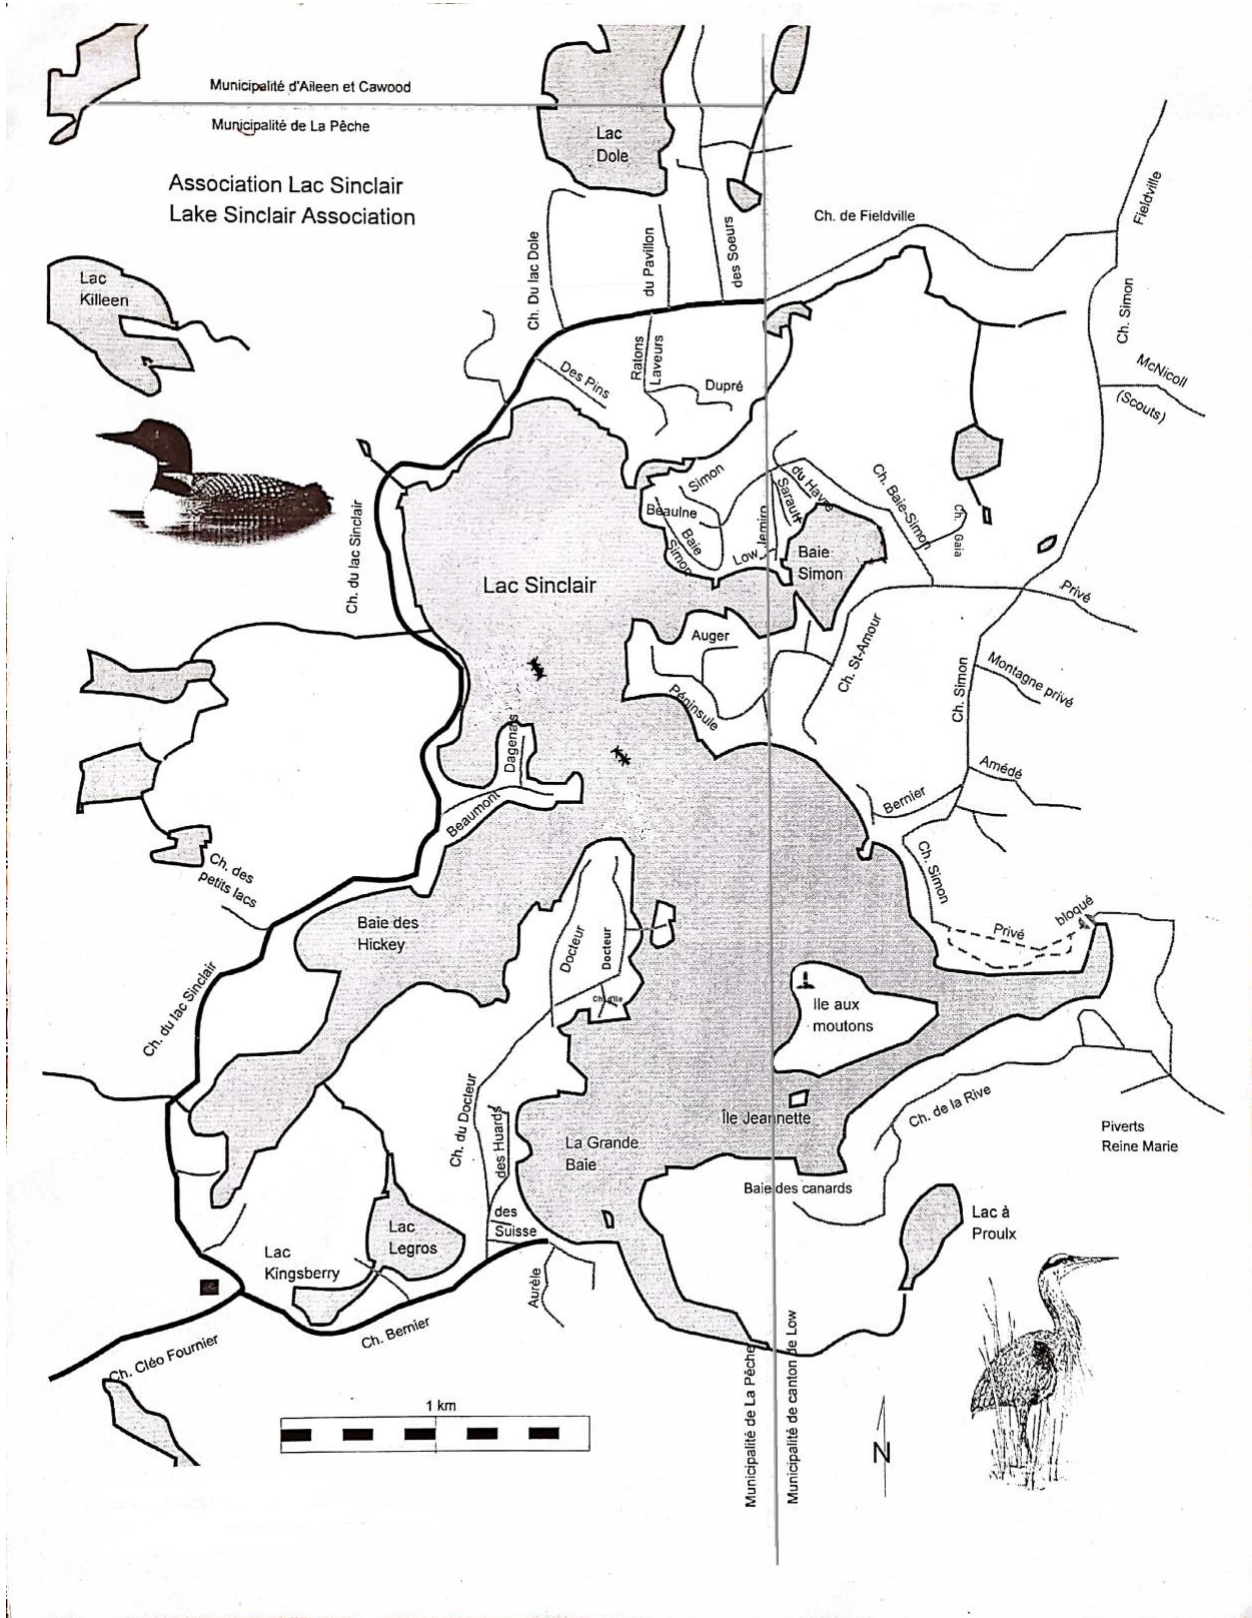 Municipalité d'Aileen et Cawood
Municipalité de La Pêche
Association Lac Sinclair
Lake Sinclair Association
Lac
Dole
Ch. de Fieldville
Fieldville
Ch. Du lac Dole
du Pavillon
des Soeurs
Lac
Killeen
Ch. Simon
McNicoll
(Scouts)
Des Pins
Ratons
Laveurs
Dupré
Simon
du Havre
Sarault
Ch. Baie-Simon
Ch. Gaia
Beaulne
Baie
Simon
Low
Baie
Simon
Ch. du lac Sinclair
Lac Sinclair
Privé
Auger
Péninsule
Ch. St-Amour
Ch. Simon
Montagne privé
Dagenais
Beaumont
Amédé
Bernier
Ch. des
petits lacs
Ch. Simon
Baie des
Hickey
Docteur
Docteur
Privé
bloqué
Ch. du lac Sinclair
Ile aux
moutons
Ch. du Docteur
des Huards
La Grande
Baie
Île Jeannette
Ch. de la Rive
Piverts
Reine Marie
Baie des canards
des
Suisse
Lac
Legros
Lac à
Proulx
Lac
Kingsberry
Aurèle
Ch. Bernier
Ch. Cléo Fournier
1 km
Municipalité de La Pêche
Municipalité de canton de Low
N